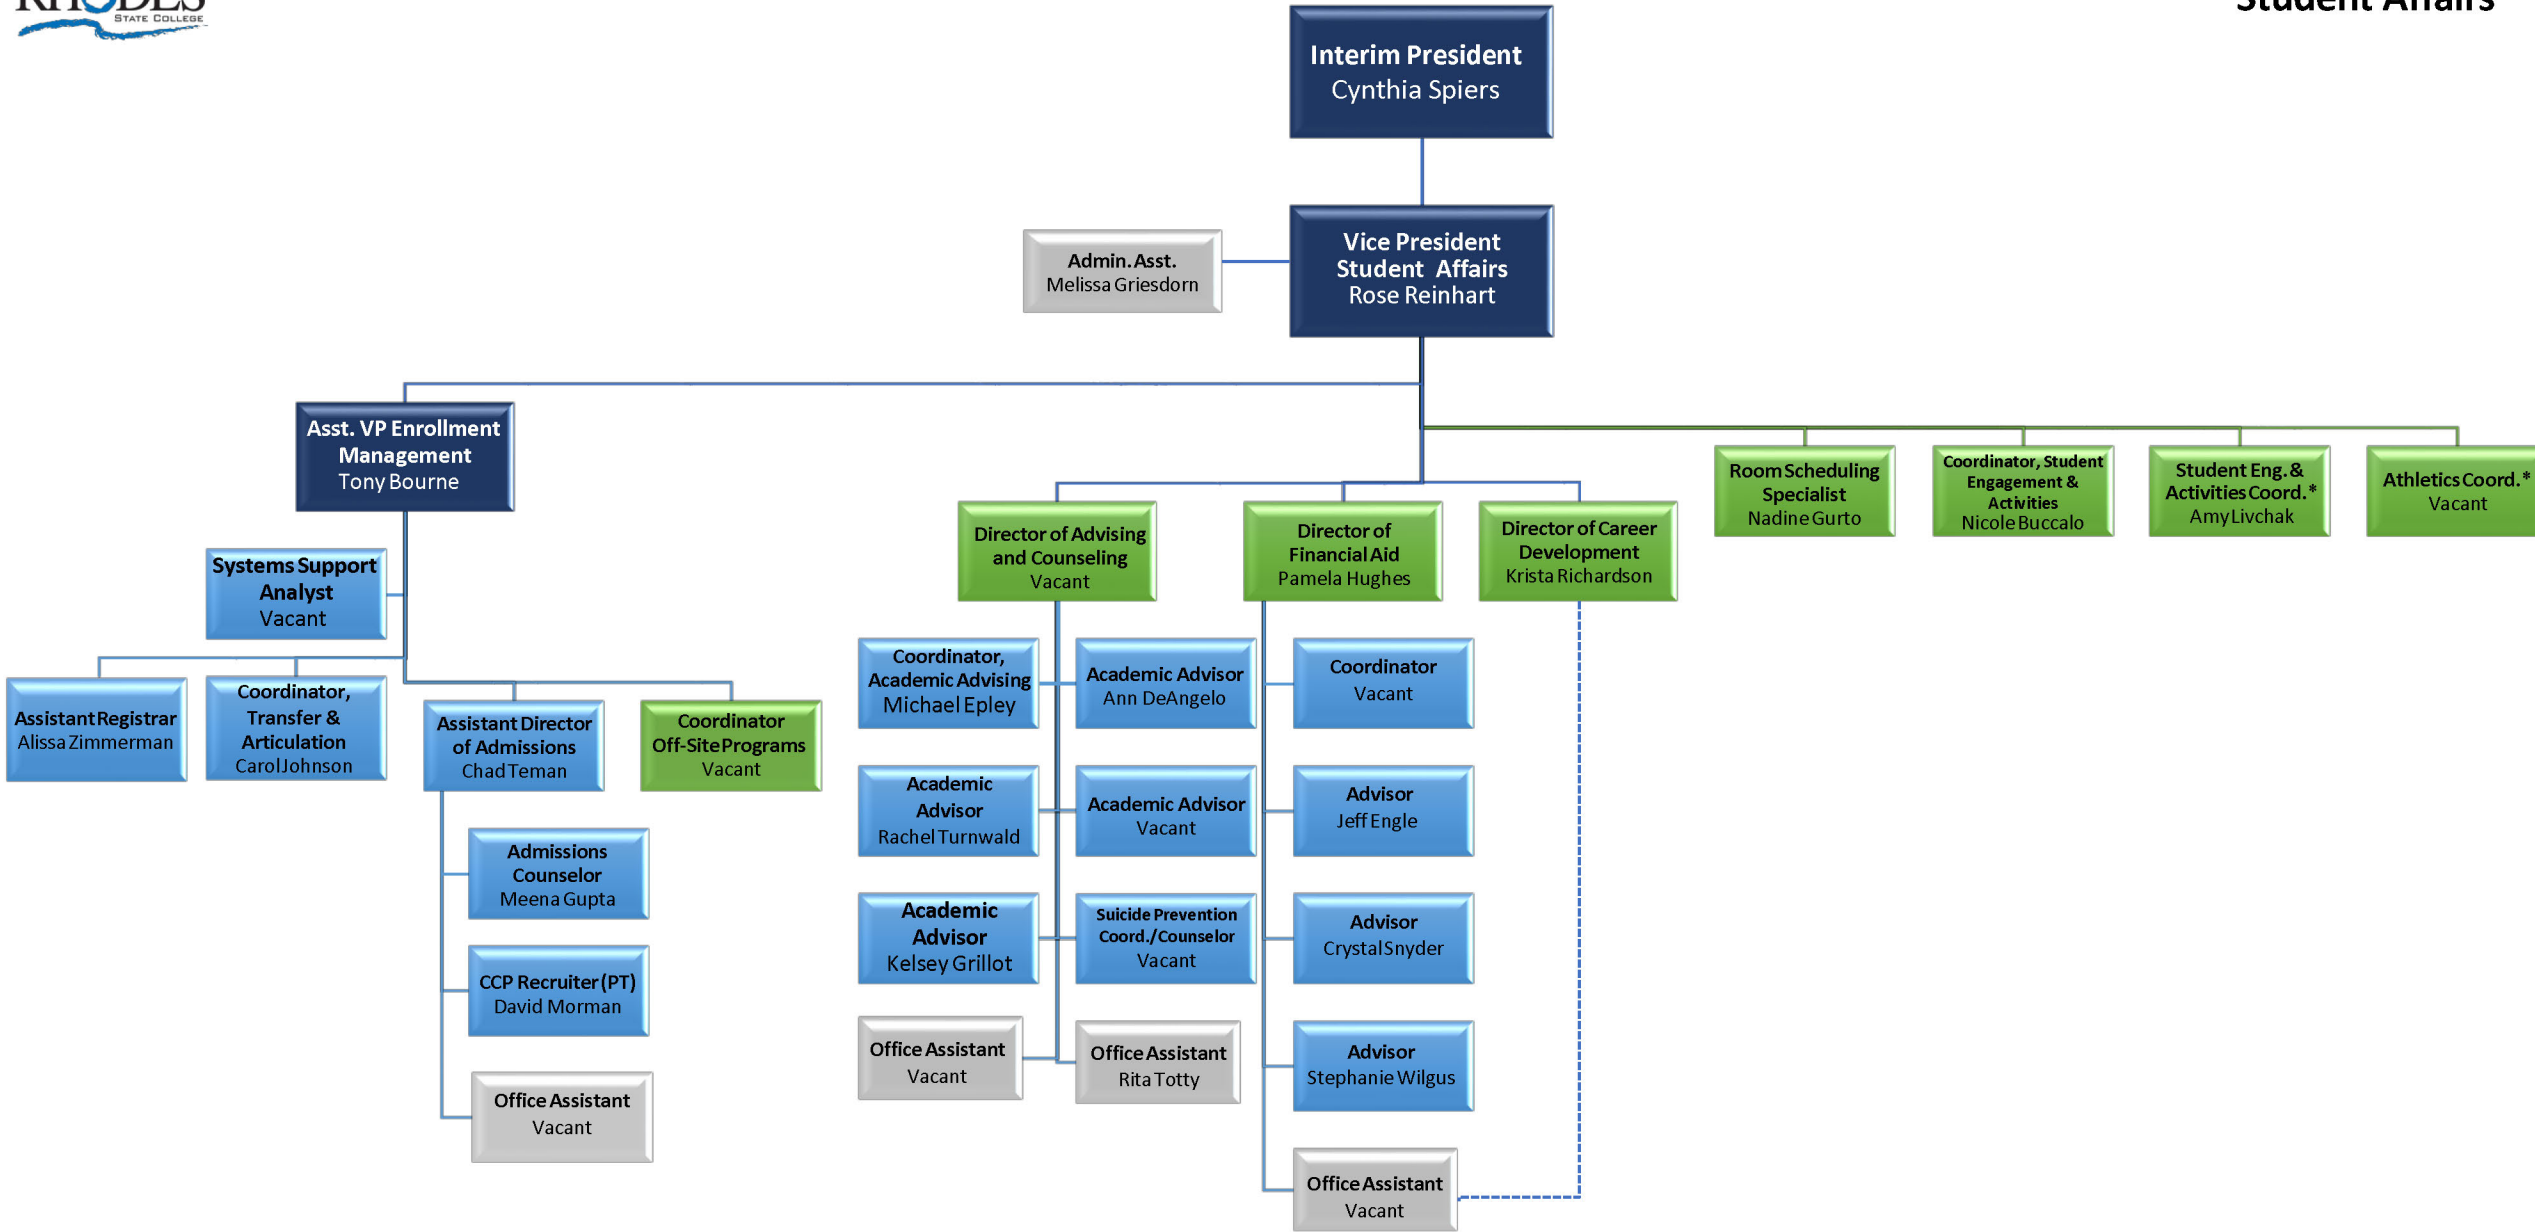 RHODES
STATE COLLEGE
Student Affairs
Interim President
Cynthia Spiers
Vice President
Student Affairs
Rose Reinhart
Admin. Asst.
Melissa Griesdorn
Asst. VP Enrollment
Management
Tony Bourne
Room Scheduling
Specialist
Nadine Gurto
Coordinator, Student
Engagement &
Activities
Nicole Buccalo
Student Eng. &
Activities Coord.*
Amy Livchak
Athletics Coord.*
Vacant
Director of Advising
and Counseling
Vacant
Director of
Financial Aid
Pamela Hughes
Director of Career
Development
Krista Richardson
Systems Support
Analyst
Vacant
Assistant Registrar
Alissa Zimmerman
Coordinator,
Transfer &
Articulation
Carol Johnson
Assistant Director
of Admissions
Chad Teman
Coordinator
Off-Site Programs
Vacant
Admissions
Counselor
Meena Gupta
CCP Recruiter (PT)
David Morman
Office Assistant
Vacant
Coordinator,
Academic Advising
Michael Epley
Academic Advisor
Ann DeAngelo
Coordinator
Vacant
Academic
Advisor
Rachel Turnwald
Academic Advisor
Vacant
Advisor
Jeff Engle
Academic
Advisor
Kelsey Grillot
Suicide Prevention
Coord./Counselor
Vacant
Advisor
Crystal Snyder
Office Assistant
Vacant
Office Assistant
Rita Totty
Advisor
Stephanie Wilgus
Office Assistant
Vacant